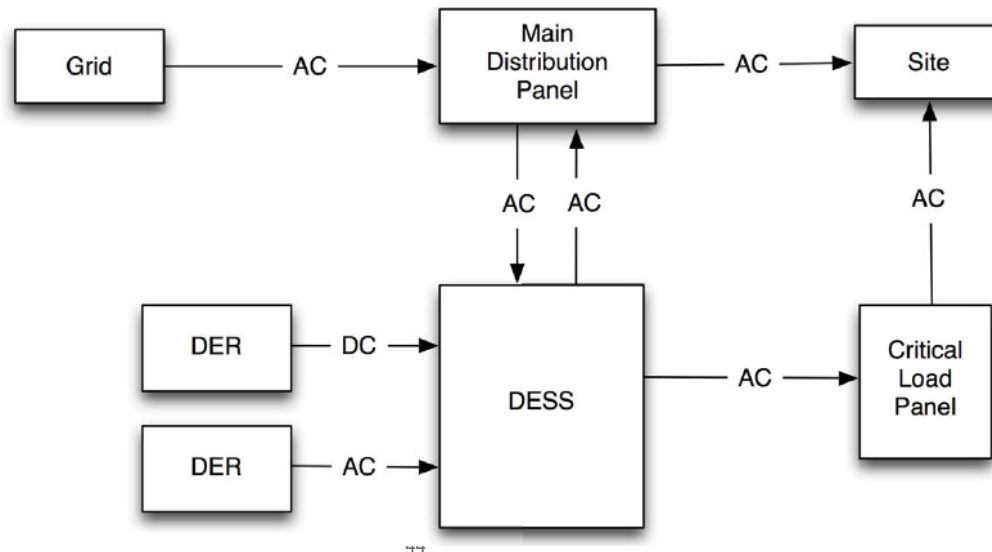 Main
Distribution
Panel
Grid
AC
AC
Site
AC
AC
AC
DER
DC
DESS
AC
Critical
Load
Panel
DER
AC